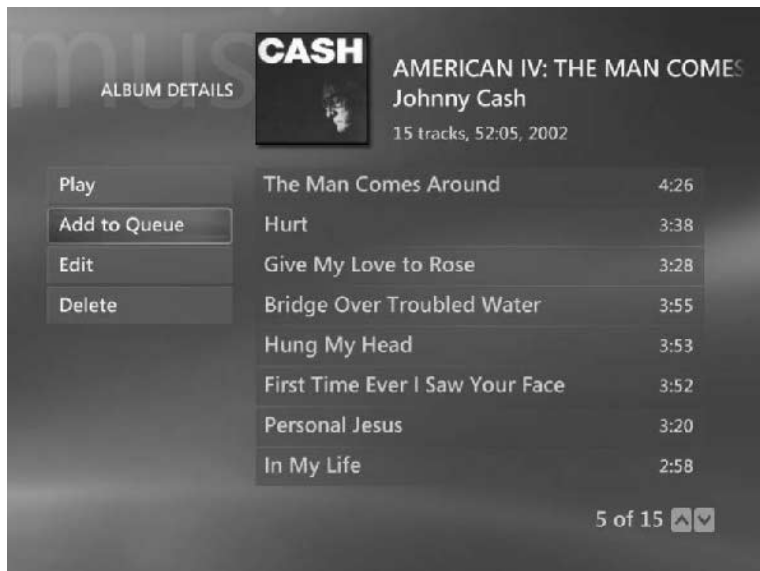 music
ALBUM DETAILS
CASH
AMERICAN IV: THE MAN COMES
Johnny Cash
15 tracks, 52:05, 2002
Play
Add to Queue
Edit
Delete
The Man Comes Around 4:26
Hurt 3:38
Give My Love to Rose 3:28
Bridge Over Troubled Water 3:55
Hung My Head 3:53
First Time Ever I Saw Your Face 3:52
Personal Jesus 3:20
In My Life 2:58
5 of 15